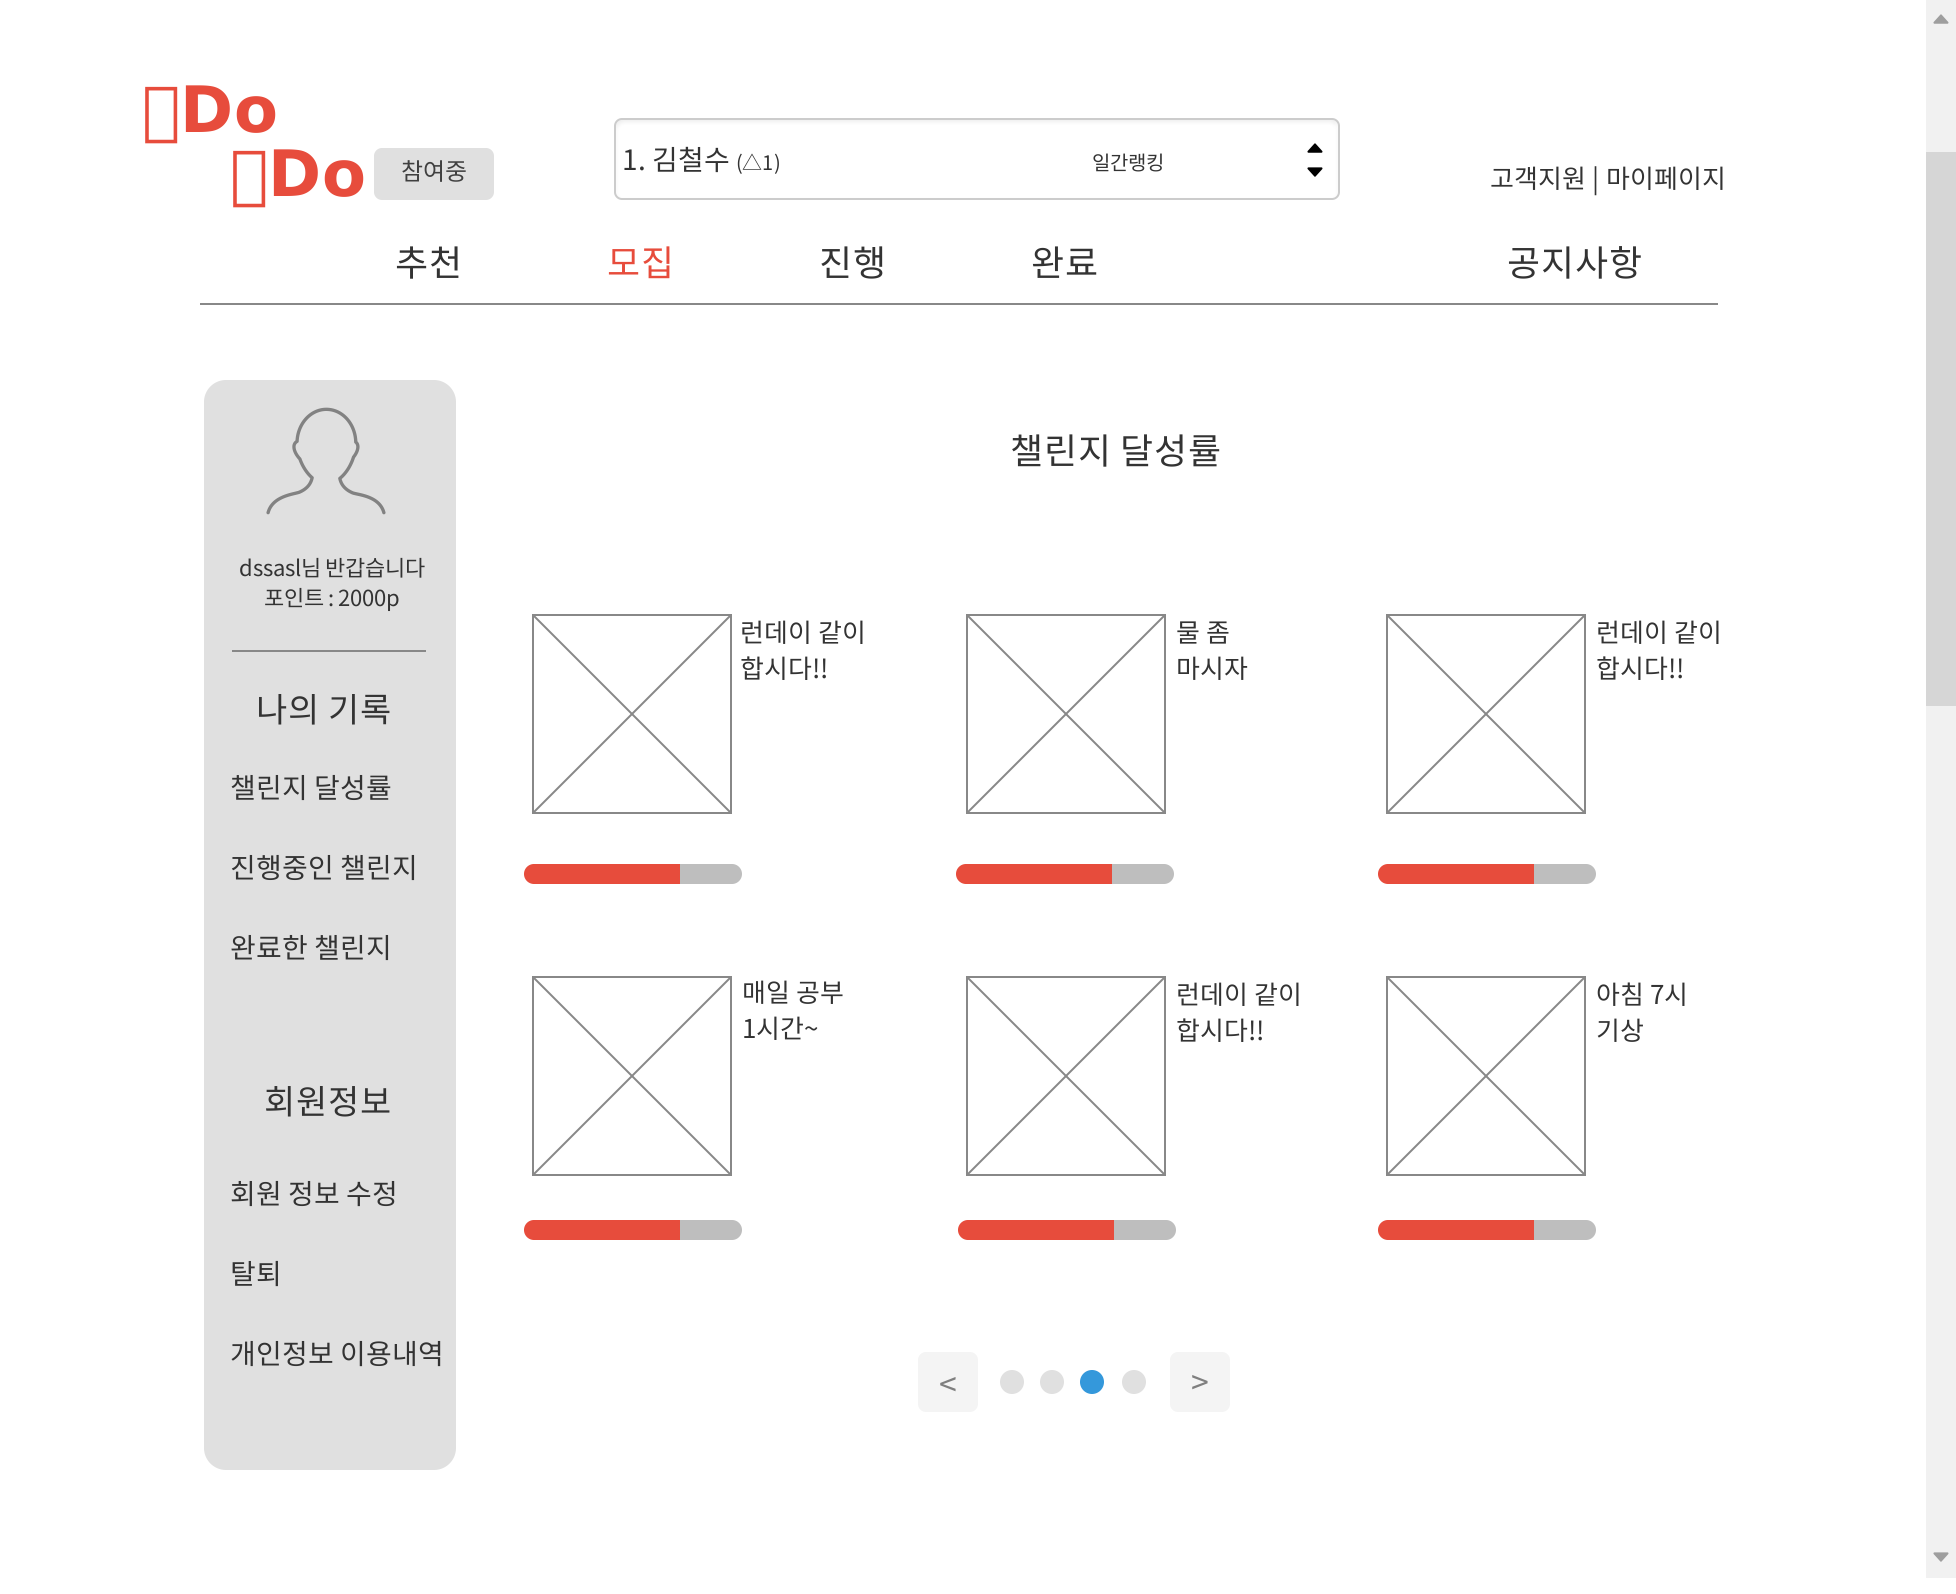 Do
Do
참여중
1. 김철수 (△1)
일간랭킹
고객지원 | 마이페이지
추천
모집
진행
완료
공지사항
dssasl님 반갑습니다
포인트 : 2000p
나의 기록
챌린지 달성률
진행중인 챌린지
완료한 챌린지
회원정보
회원 정보 수정
탈퇴
개인정보 이용내역
챌린지 달성률
런데이 같이
합시다!!
물 좀
마시자
런데이 같이
합시다!!
매일 공부
1시간~
런데이 같이
합시다!!
아침 7시
기상
<
>